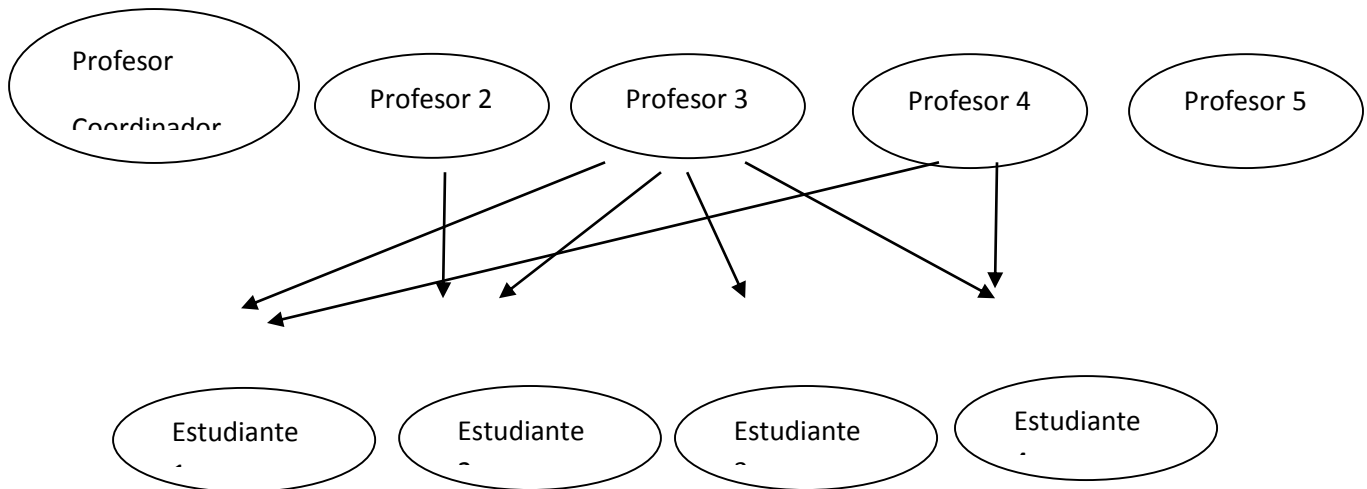 Profesor
Coordinador
Profesor 2
Profesor 3
Profesor 4
Profesor 5
Estudiante
Estudiante
Estudiante
Estudiante